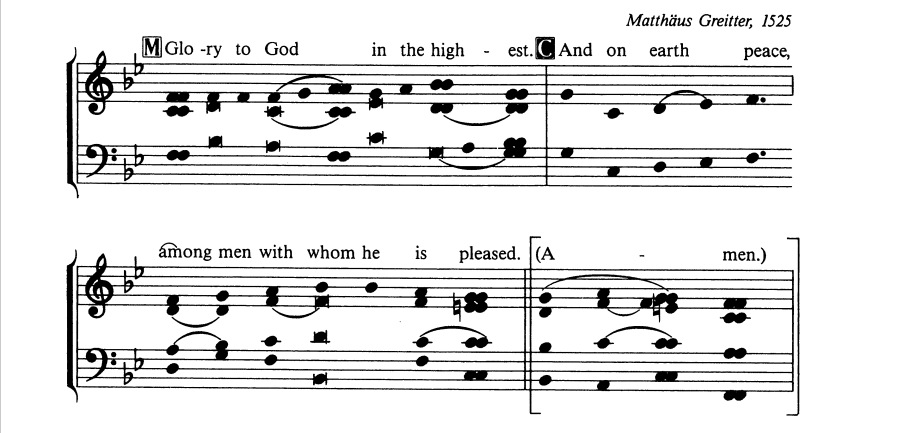 Matthäus Greitter, 1525
M Glo -ry to God in the high - est. C And on earth peace,
among men with whom he is pleased. (A - men.)